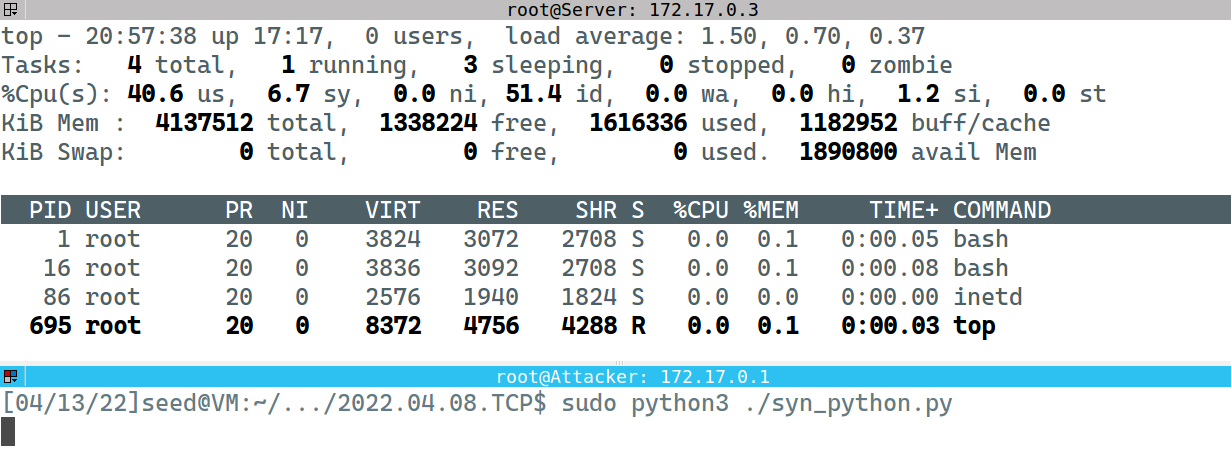 root@Server: 172.17.0.3
top - 20:57:38 up 17:17,  0 users,  load average: 1.50, 0.70, 0.37
Tasks:   4 total,   1 running,   3 sleeping,   0 stopped,   0 zombie
%Cpu(s): 40.6 us,  6.7 sy,  0.0 ni, 51.4 id,  0.0 wa,  0.0 hi,  1.2 si,  0.0 st
KiB Mem :  4137512 total,  1338224 free,  1616336 used,  1182952 buff/cache
KiB Swap:        0 total,        0 free,        0 used.  1890800 avail Mem
  PID USER      PR  NI    VIRT    RES    SHR S  %CPU %MEM     TIME+ COMMAND
    1 root      20   0    3824   3072   2708 S   0.0  0.1   0:00.05 bash
   16 root      20   0    3836   3092   2708 S   0.0  0.1   0:00.08 bash
   86 root      20   0    2576   1940   1824 S   0.0  0.0   0:00.00 inetd
  695 root      20   0    8372   4756   4288 R   0.0  0.1   0:00.03 top
root@Attacker: 172.17.0.1
[04/13/22]seed@VM:~/.../2022.04.08.TCP$ sudo python3 ./syn_python.py